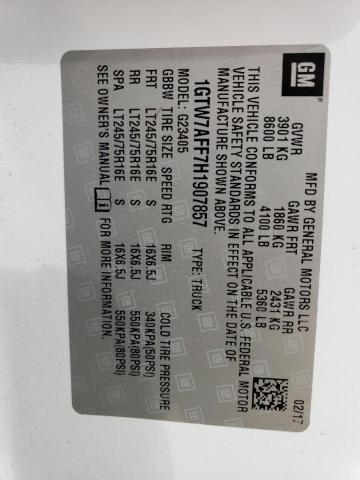 GM
MFD BY GENERAL MOTORS LLC 02/17
GVWR GAWR FRT GAWR RR
3901 KG 1860 KG 2431 KG
8600 LB 4100 LB 5360 LB
THIS VEHICLE CONFORMS TO ALL APPLICABLE U.S. FEDERAL MOTOR
VEHICLE SAFETY STANDARDS IN EFFECT ON THE DATE OF
MANUFACTURE SHOWN ABOVE.
1GTW7AFF7H1907857 TYPE: TRUCK
MODEL: G23405
GBBW TIRE SIZE SPEED RTG RIM COLD TIRE PRESSURE
FRT LT245/75R16E S 16X6.5J 340KPA(50PSI)
RR LT245/75R16E S 16X6.5J 550KPA(80PSI)
SPA LT245/75R16E S 16X6.5J 550KPA(80PSI)
SEE OWNER'S MANUAL FOR MORE INFORMATION.